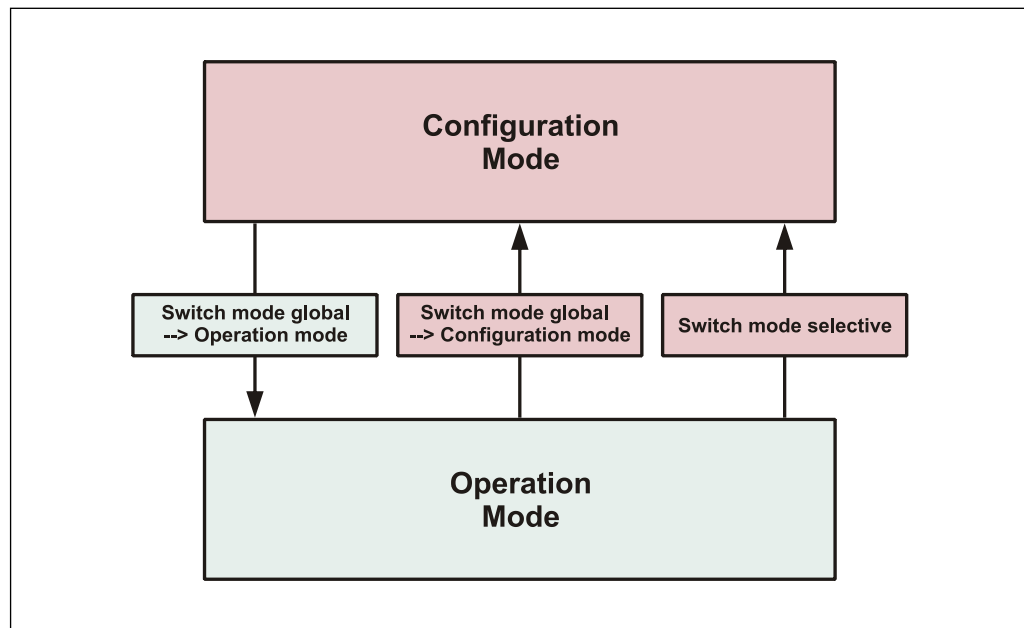 Configuration
Mode
Switch mode global
--> Operation mode
Switch mode global
--> Configuration mode
Switch mode selective
Operation
Mode